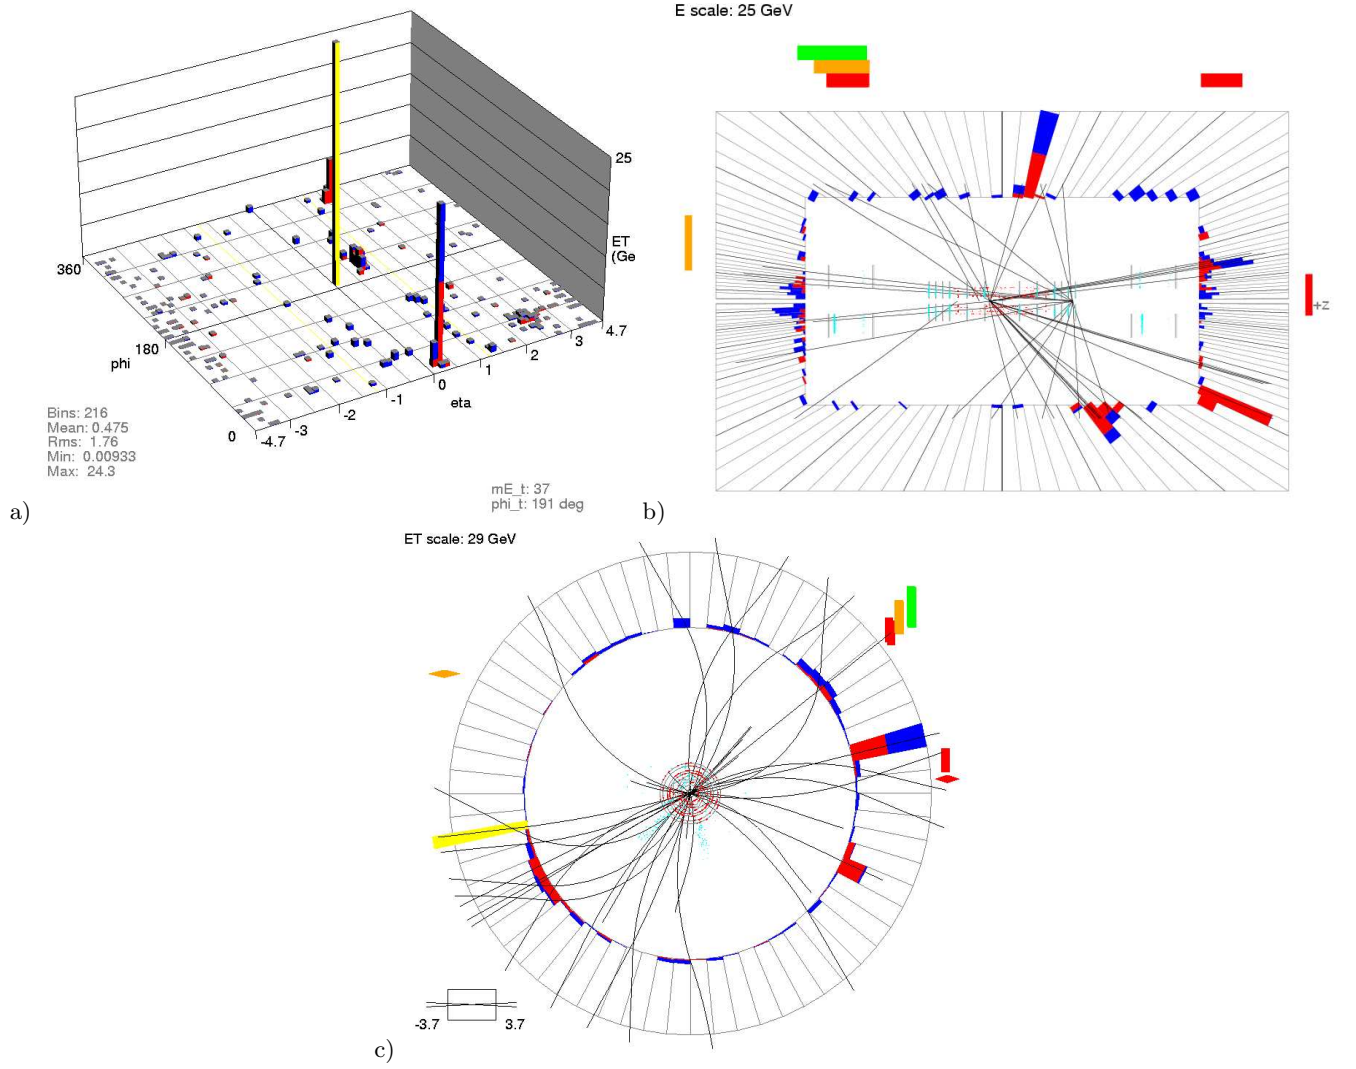 E scale: 25 GeV
25
ET
(Ge
360
180
phi
0
-4.7
-3
-2
-1
0
1
2
3
4.7
eta
Bins: 216
Mean: 0.475
Rms: 1.76
Min: 0.00933
Max: 24.3
mE_t: 37
phi_t: 191 deg
+z
a)
b)
ET scale: 29 GeV
-3.7
3.7
c)